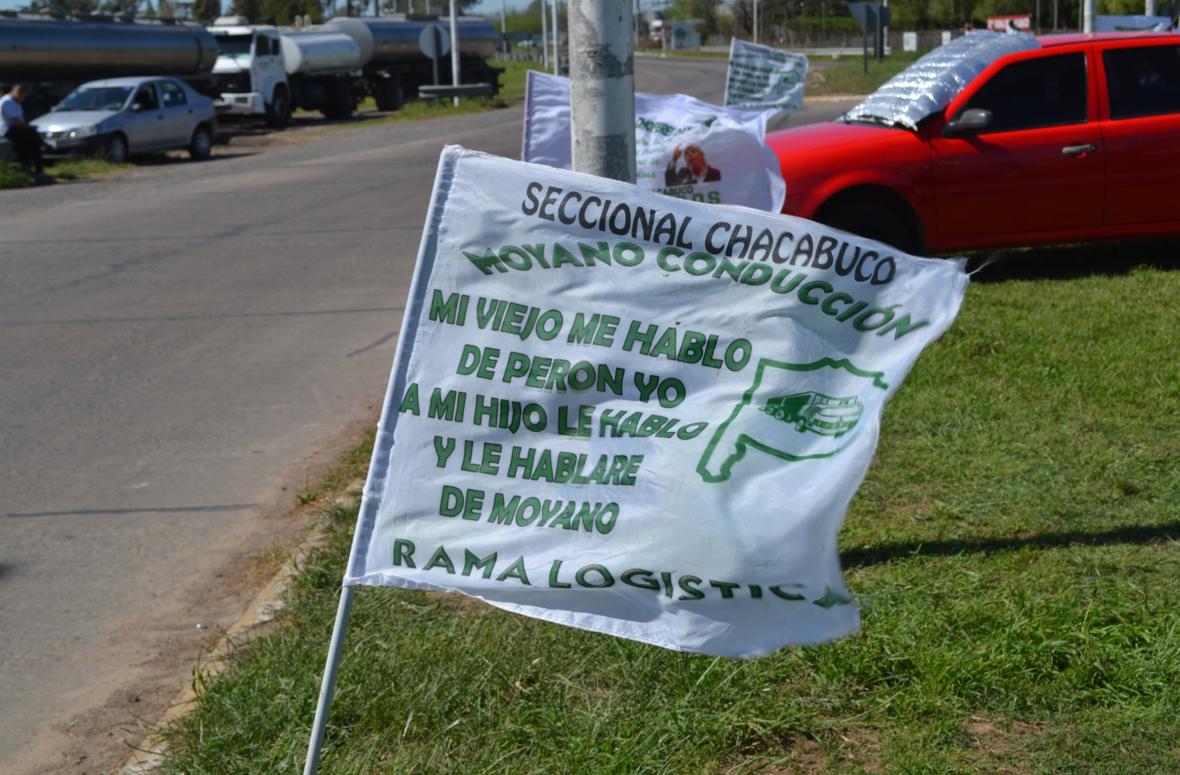 SECCIONAL CHACABUCO
MOYANO CONDUCCIÓN
MI VIEJO ME HABLO
DE PERON YO
A MI HIJO LE HABLO
Y LE HABLARE
DE MOYANO
RAMA LOGISTICA